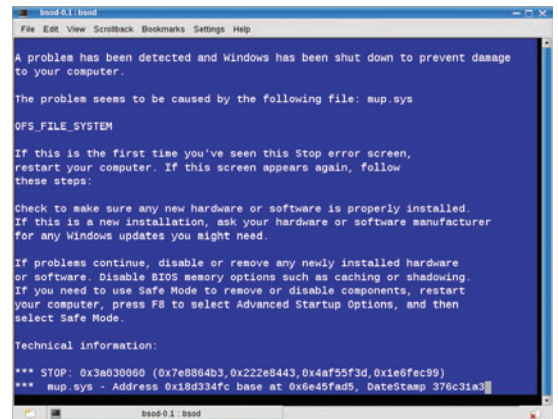 bsod-0.1 : bsod
File Edit View Scrollback Bookmarks Settings Help
A problem has been detected and Windows has been shut down to prevent damage
to your computer.
The problem seems to be caused by the following file: mup.sys
OFS_FILE_SYSTEM
If this is the first time you've seen this Stop error screen,
restart your computer. If this screen appears again, follow
these steps:
Check to make sure any new hardware or software is properly installed.
If this is a new installation, ask your hardware or software manufacturer
for any Windows updates you might need.
If problems continue, disable or remove any newly installed hardware
or software. Disable BIOS memory options such as caching or shadowing.
If you need to use Safe Mode to remove or disable components, restart
your computer, press F8 to select Advanced Startup Options, and then
select Safe Mode.
Technical information:
*** STOP: 0x3a030060 (0x7e8864b3,0x222e8443,0x4af55f3d,0x1e6fec99)
*** mup.sys - Address 0x18d334fc base at 0x6e45fad5, DateStamp 376c31a3
bsod-0.1 : bsod